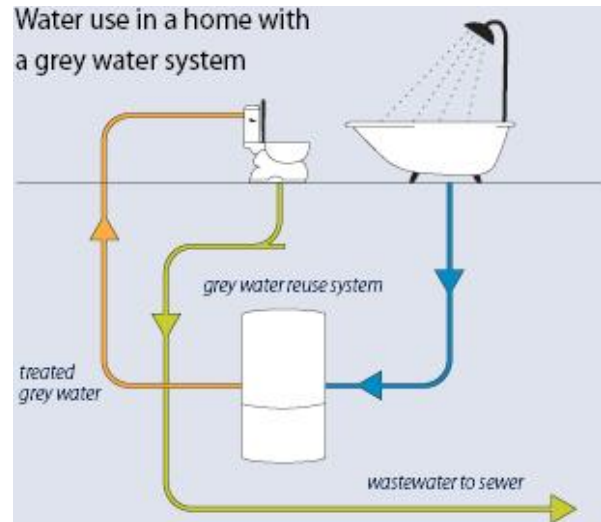 Water use in a home with
a grey water system
grey water reuse system
treated
grey water
wastewater to sewer